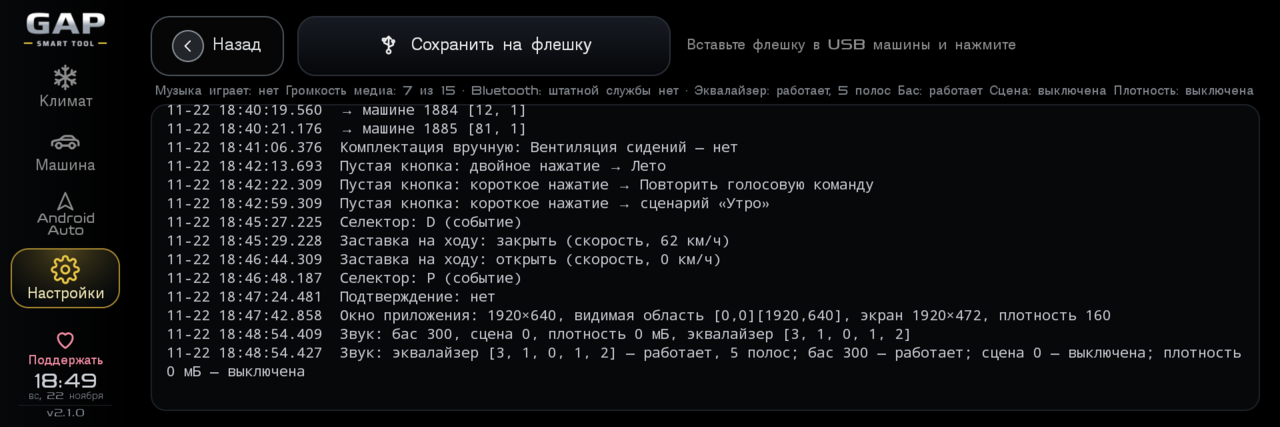 GAP
SMART TOOL
Климат
Машина
Android
Auto
Настройки
Поддержать
18:49
вс, 22 ноября
v2.1.0
Назад
Сохранить на флешку
Вставьте флешку в USB машины и нажмите
Музыка играет: нет Громкость медиа: 7 из 15 · Bluetooth: штатной службы нет · Эквалайзер: работает, 5 полос Бас: работает Сцена: выключена Плотность: выключена
11-22 18:40:19.560 → машине 1884 [12, 1]
11-22 18:40:21.176 → машине 1885 [81, 1]
11-22 18:41:06.376 Комплектация вручную: Вентиляция сидений — нет
11-22 18:42:13.693 Пустая кнопка: двойное нажатие → Лето
11-22 18:42:22.309 Пустая кнопка: короткое нажатие → Повторить голосовую команду
11-22 18:42:59.309 Пустая кнопка: короткое нажатие → сценарий «Утро»
11-22 18:45:27.225 Селектор: D (событие)
11-22 18:45:29.228 Заставка на ходу: закрыть (скорость, 62 км/ч)
11-22 18:46:44.309 Заставка на ходу: открыть (скорость, 0 км/ч)
11-22 18:46:48.187 Селектор: P (событие)
11-22 18:47:24.481 Подтверждение: нет
11-22 18:47:42.858 Окно приложения: 1920×640, видимая область [0,0][1920,640], экран 1920×472, плотность 160
11-22 18:48:54.409 Звук: бас 300, сцена 0, плотность 0 мБ, эквалайзер [3, 1, 0, 1, 2]
11-22 18:48:54.427 Звук: эквалайзер [3, 1, 0, 1, 2] — работает, 5 полос; бас 300 — работает; сцена 0 — выключена; плотность
0 мБ — выключена